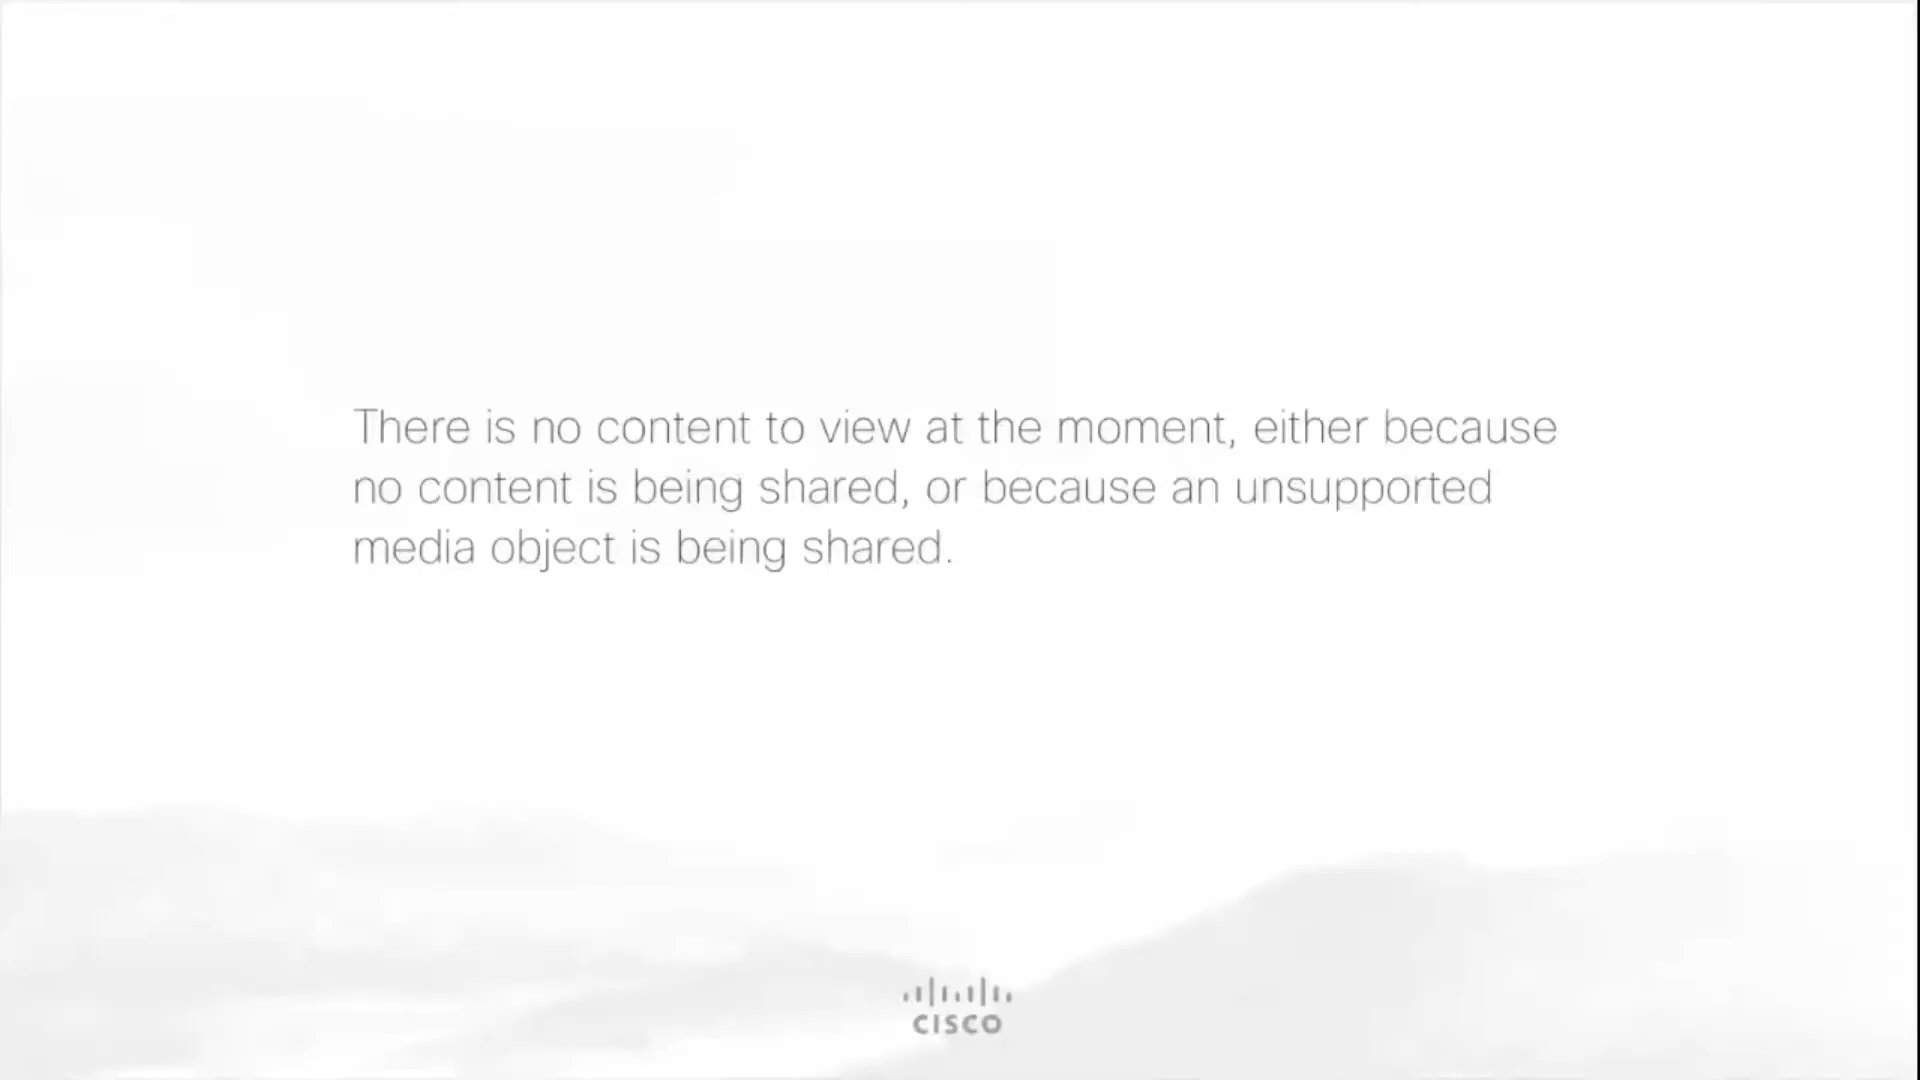 There is no content to view at the moment, either because
no content is being shared, or because an unsupported
media object is being shared.
CISCO